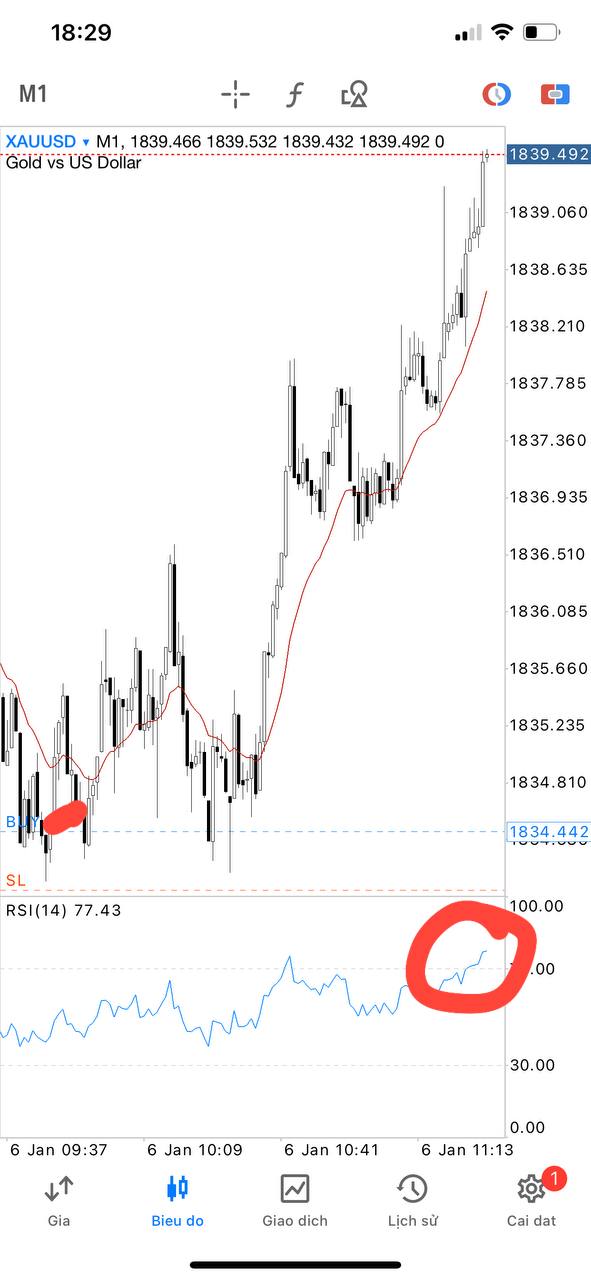 18:29
M1
XAUUSD ▾ M1, 1839.466 1839.532 1839.432 1839.492 0
Gold vs US Dollar
1839.492
1839.060
1838.635
1838.210
1837.785
1837.360
1836.935
1836.510
1836.085
1835.660
1835.235
1834.810
BUY
1834.442
SL
RSI(14) 77.43
100.00
30.00
0.00
6 Jan 09:37 6 Jan 10:09 6 Jan 10:41 6 Jan 11:13
1
Gia Bieu do Giao dich Lịch sử Cai dat